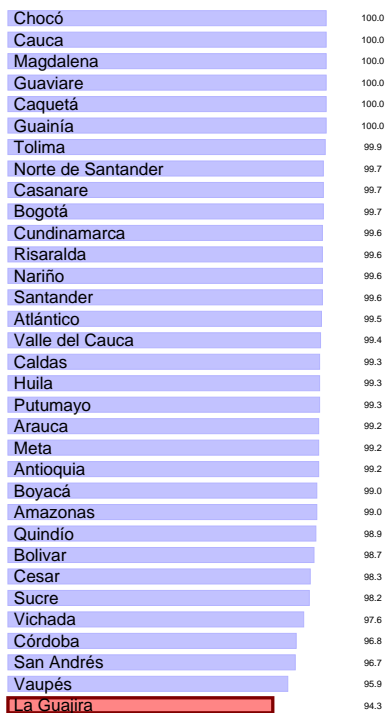 Chocó 100.0
Cauca 100.0
Magdalena 100.0
Guaviare 100.0
Caquetá 100.0
Guainía 100.0
Tolima 99.9
Norte de Santander 99.7
Casanare 99.7
Bogotá 99.7
Cundinamarca 99.6
Risaralda 99.6
Nariño 99.6
Santander 99.6
Atlántico 99.5
Valle del Cauca 99.4
Caldas 99.3
Huila 99.3
Putumayo 99.3
Arauca 99.2
Meta 99.2
Antioquia 99.2
Boyacá 99.0
Amazonas 99.0
Quindío 98.9
Bolivar 98.7
Cesar 98.3
Sucre 98.2
Vichada 97.6
Córdoba 96.8
San Andrés 96.7
Vaupés 95.9
La Guajira 94.3